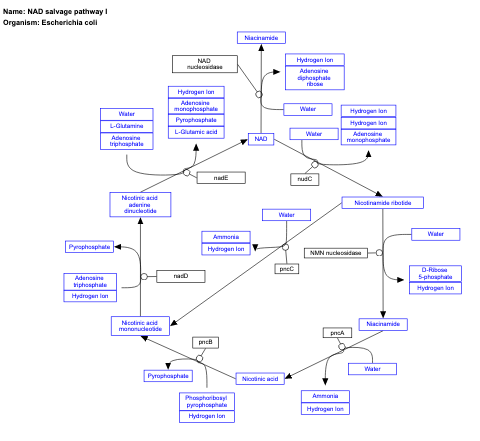 Name: NAD salvage pathway I
Organism: Escherichia coli
Niacinamide
NAD
nucleosidase
Hydrogen Ion
Adenosine
diphosphate
ribose
Water
Hydrogen Ion
Adenosine
monophosphate
Pyrophosphate
L-Glutamic acid
Water
L-Glutamine
Adenosine
triphosphate
Hydrogen Ion
Hydrogen Ion
Adenosine
monophosphate
Water
NAD
nadE
nudC
Nicotinic acid
adenine
dinucleotide
Nicotinamide ribotide
Water
Ammonia
Hydrogen Ion
pncC
Water
NMN nucleosidase
D-Ribose
5-phosphate
Hydrogen Ion
Pyrophosphate
nadD
Adenosine
triphosphate
Hydrogen Ion
Nicotinic acid
mononucleotide
Niacinamide
pncA
pncB
Water
Pyrophosphate
Nicotinic acid
Phosphoribosyl
pyrophosphate
Hydrogen Ion
Ammonia
Hydrogen Ion